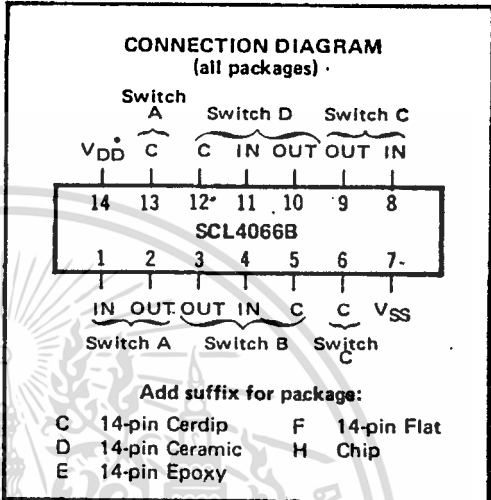 CONNECTION DIAGRAM
(all packages)
Switch
A Switch D Switch C
VDD C C IN OUT OUT IN
14 13 12 11 10 9 8
SCL4066B
1 2 3 4 5 6 7
IN OUT OUT IN C C VSS
Switch A Switch B Switch
C
Add suffix for package:
C 14-pin Cerdip F 14-pin Flat
D 14-pin Ceramic H Chip
E 14-pin Epoxy